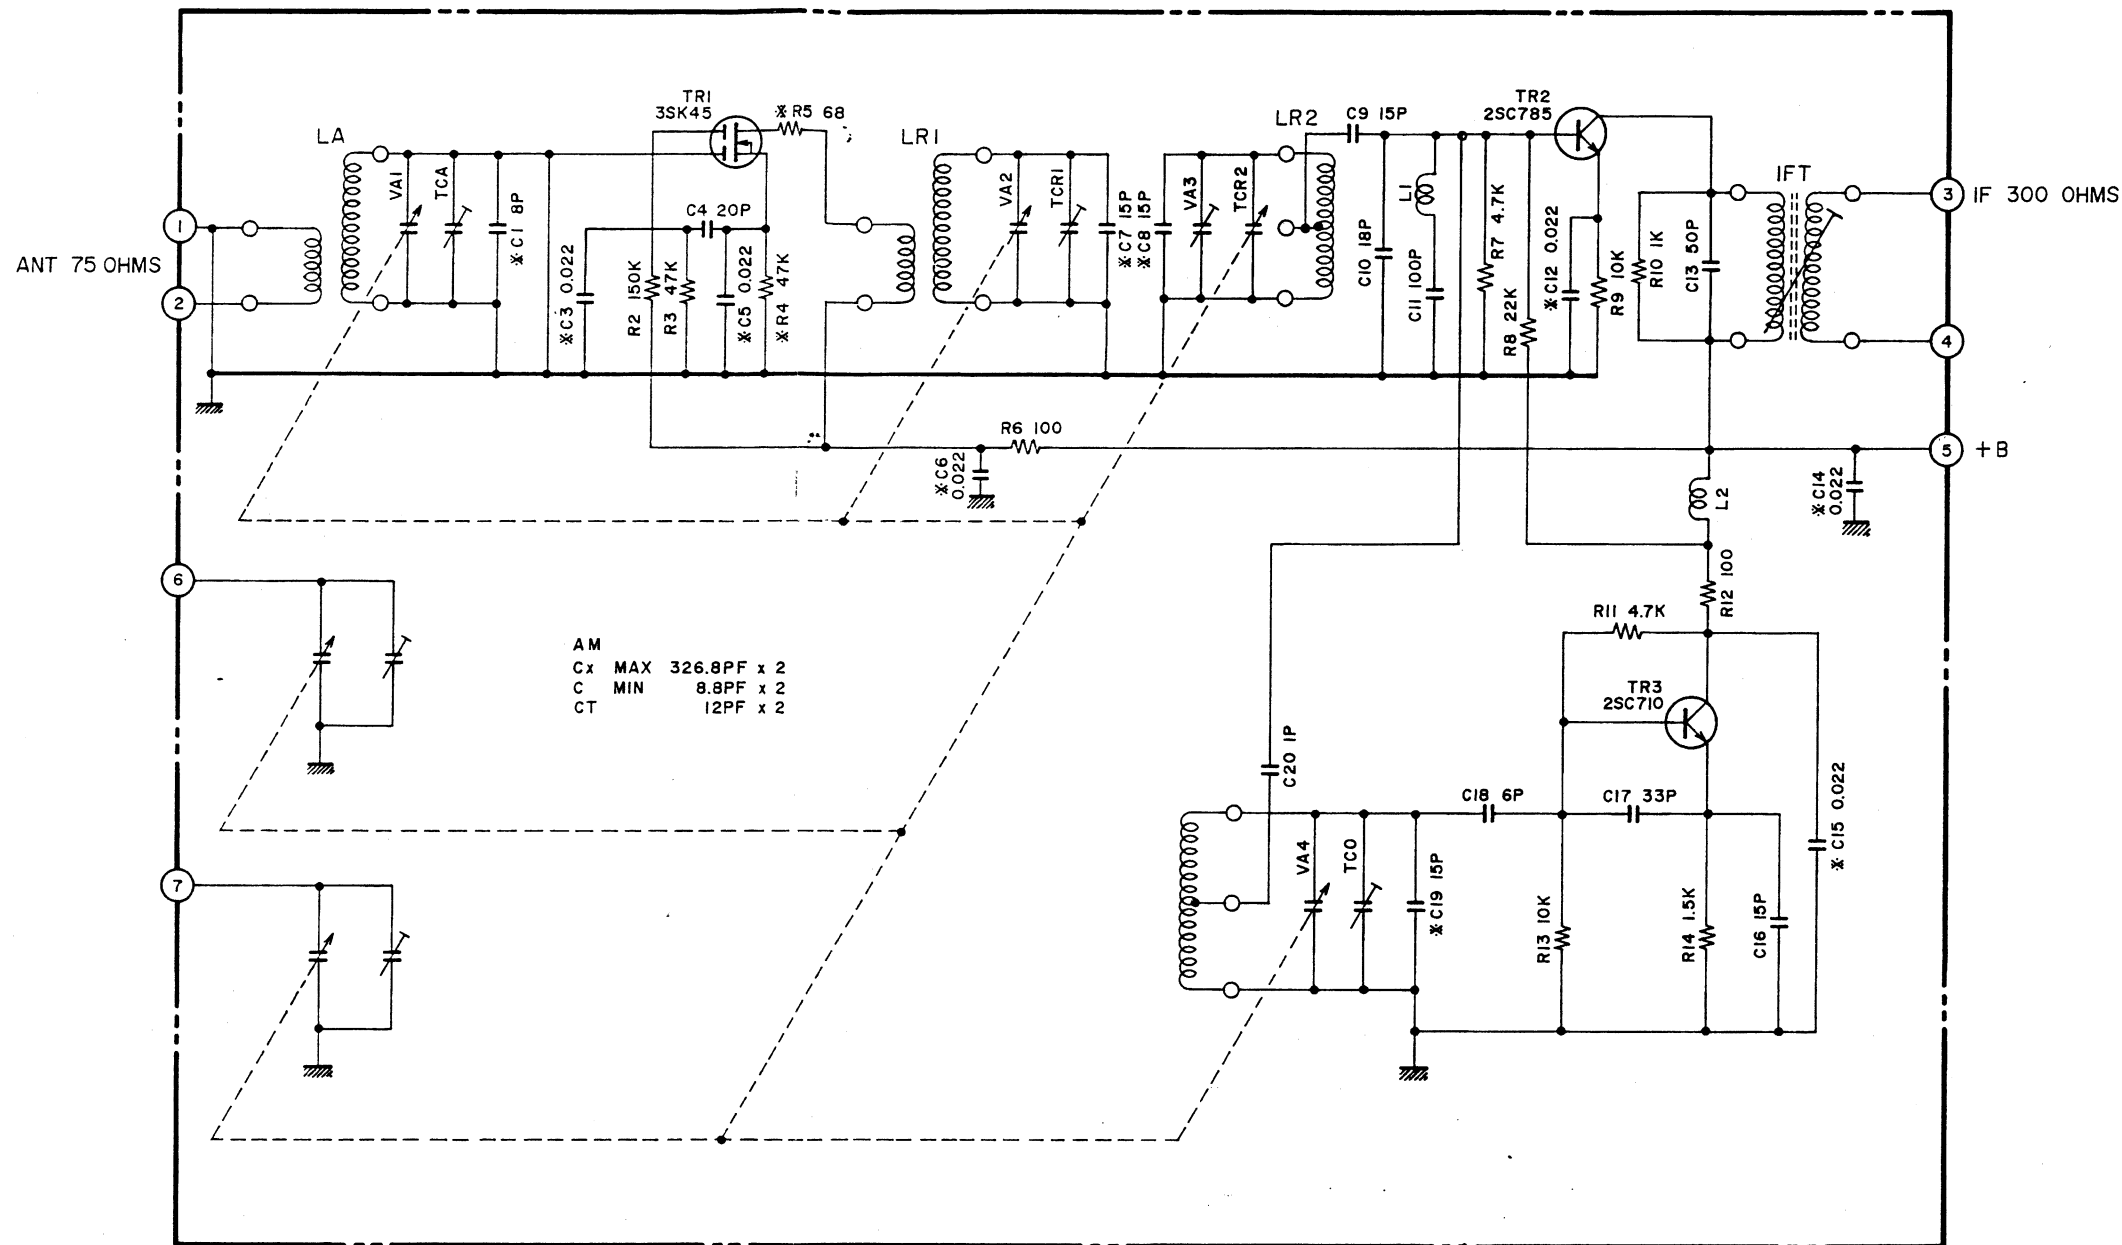 TR1
3SK45
※ R5 68
LA
VA1
TCA
※ C1 8P
C4 20P
※ C3 0.022
R2 150K
R3 47K
※ C5 0.022
※ R4 47K
LR1
VA2
TCR1
※ C7 15P
※ C8 15P
VA3
TCR2
LR2
C9 15P
C10 18P
L1
C11 100P
R7 4.7K
R8 22K
TR2
2SC785
※ C12 0.022
R9 10K
R10 1K
C13 50P
IFT
1
ANT 75 OHMS
2
3
IF 300 OHMS
4
R6 100
※ C6
0.022
5
+B
L2
※ C14
0.022
6
AM
Cx MAX 326.8PF x 2
C MIN 8.8PF x 2
CT 12PF x 2
R12 100
R11 4.7K
TR3
2SC710
C20 1P
C18 6P
C17 33P
※ C15 0.022
7
VA4
TCO
※ C19 15P
R13 10K
R14 1.5K
C16 15P